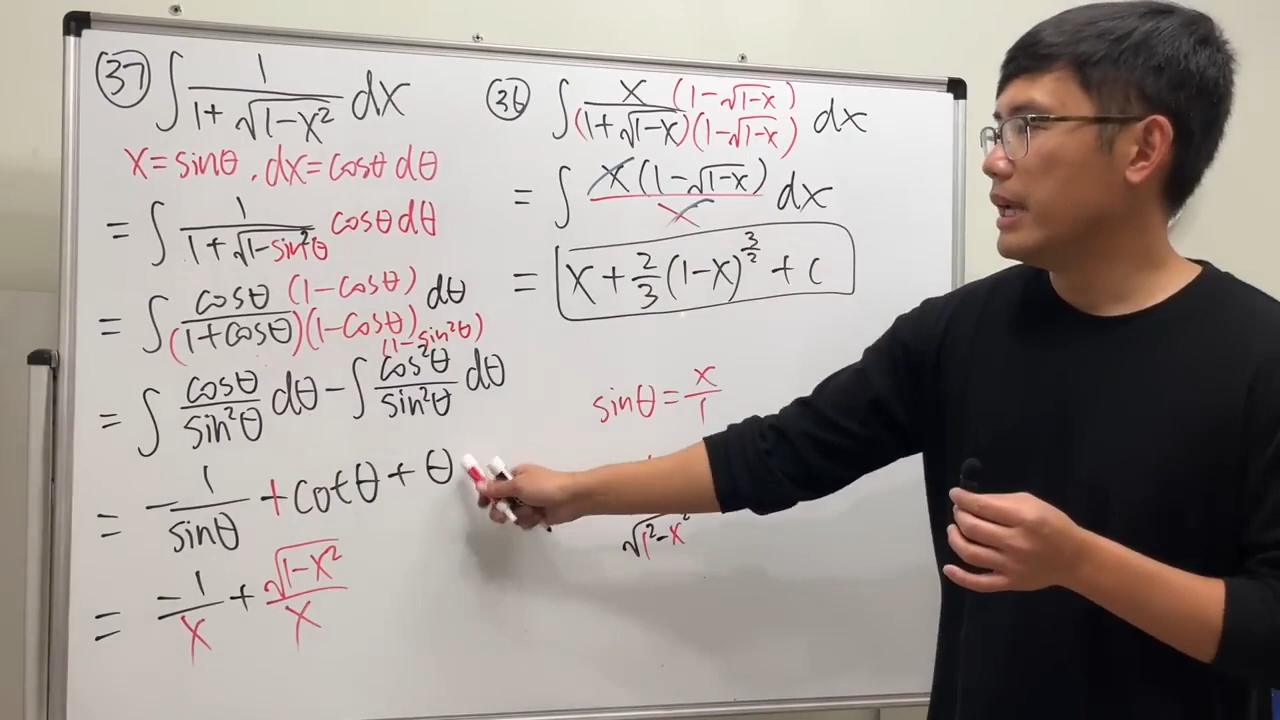 (37) ∫ 1/(1+√(1-x²)) dx
x=sinθ, dx=cosθ dθ
= ∫ 1/(1+√(1-sin²θ)) cosθ dθ
= ∫ cosθ (1-cosθ)/((1+cosθ)(1-cosθ)) dθ
(1-sin²θ)
= ∫ cosθ/sin²θ dθ - ∫ cos²θ/sin²θ dθ
= -1/sinθ + cotθ + θ
= -1/x + √(1-x²)/x
(36) ∫ x (1-√(1-x))/((1+√(1-x))(1-√(1-x))) dx
= ∫ x(1-√(1-x))/x dx
= x + 2/3 (1-x)^(3/2) + C
sinθ = x/1
√(1²-x²)